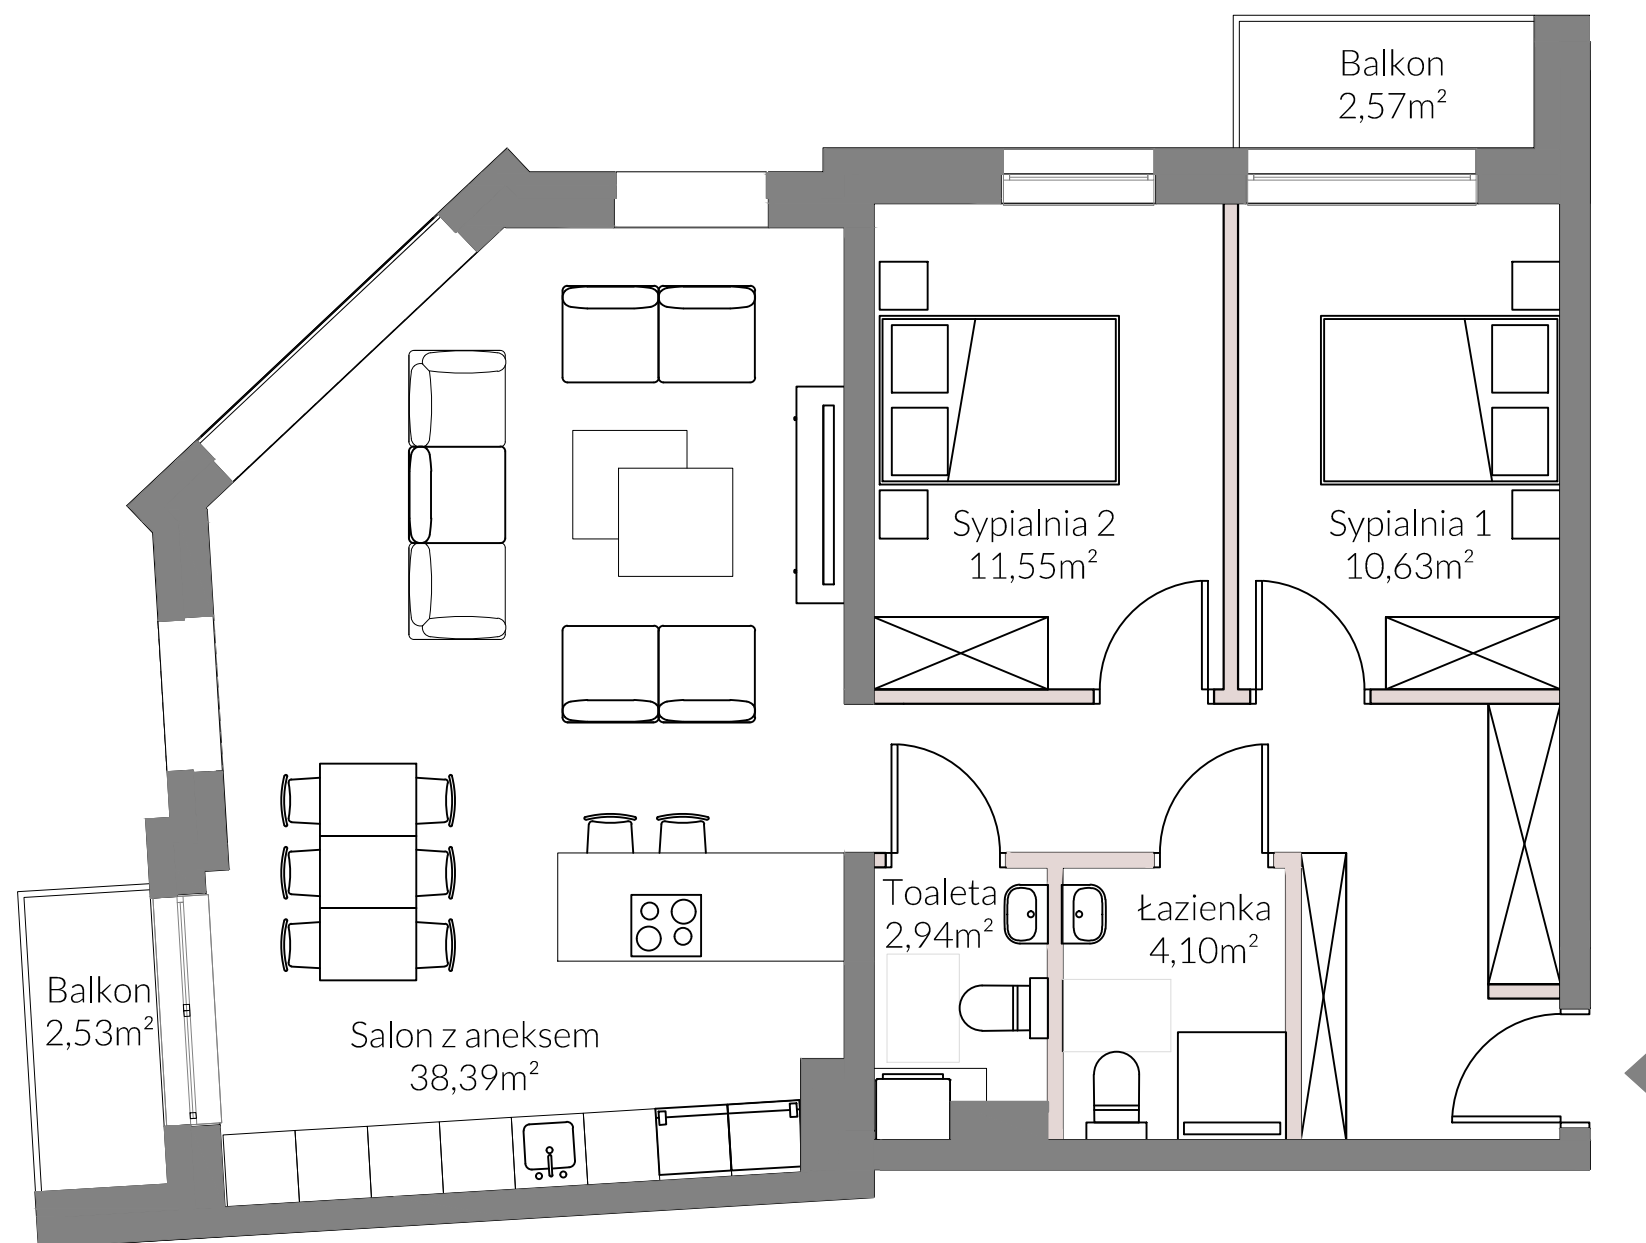 Balkon
2,57m²
Sypialnia 2
11,55m²
Sypialnia 1
10,63m²
Toaleta
2,94m²
Łazienka
4,10m²
Balkon
2,53m²
Salon z aneksem
38,39m²